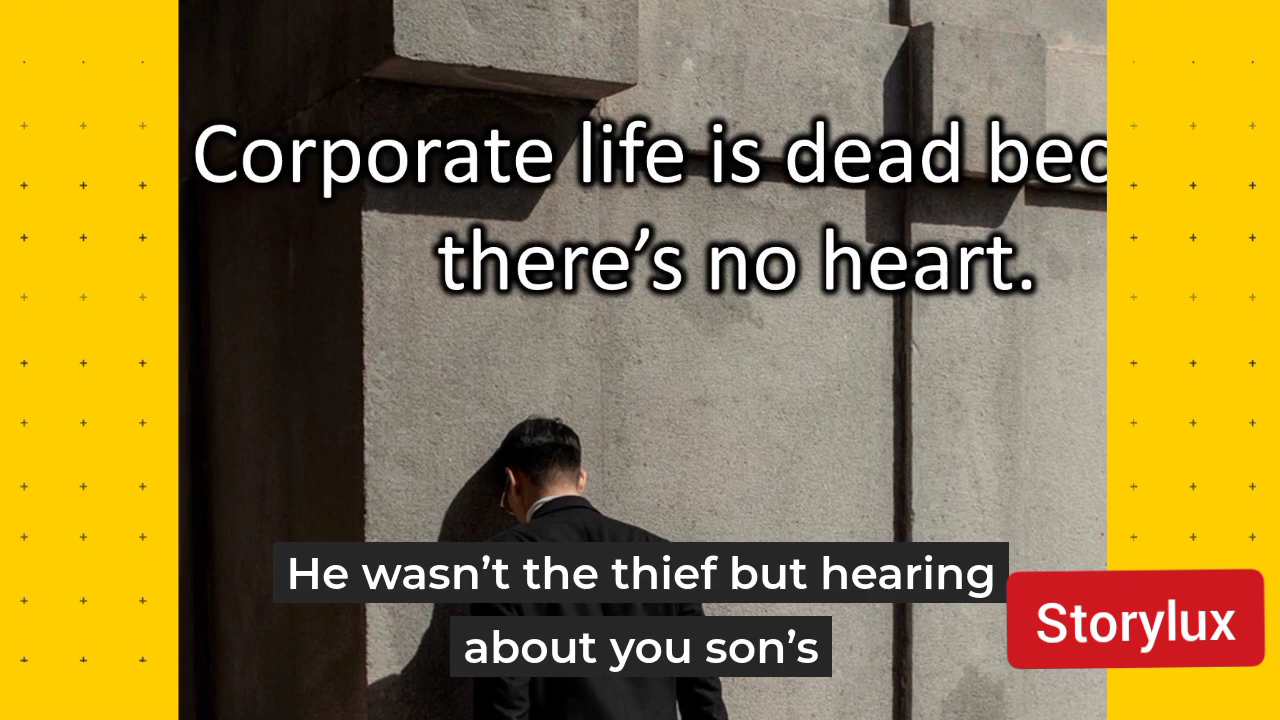 Corporate life is dead bec
there’s no heart.
He wasn’t the thief but hearing
about you son’s
Storylux